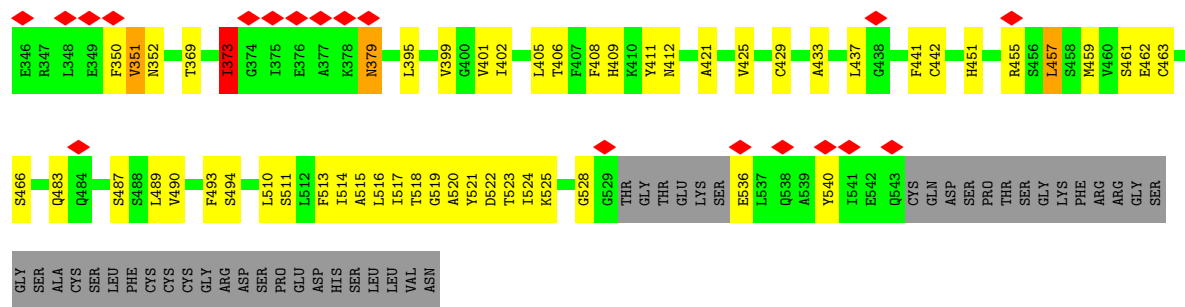 E346 R347 L348 E349 F350 V351 N352 T369 I373 G374 I375 E376 A377 K378 N379 L395 V399 G400 V401 I402 L405 T406 F407 F408 H409 K410 Y411 N412 A421 V425 C429 A433 L437 G438 F441 C442 H451 R455 S456 L457 S458 M459 V460 S461 E462 C463
S466 Q483 Q484 S487 S488 L489 V490 F493 S494 L510 S511 L512 F513 I514 A515 L516 I517 T518 G519 A520 Y521 D522 T523 I524 K525 G528 G529 THR GLY THR GLU LYS SER E536 L537 Q538 A539 Y540 I541 E542 Q543 CYS GLN ASP SER PRO THR SER GLY LYS PHE ARG ARG GLY SER
GLY SER ALA CYS SER LEU PHE CYS CYS CYS GLY ARG ASP SER PRO GLU ASP HIS SER LEU LEU VAL ASN